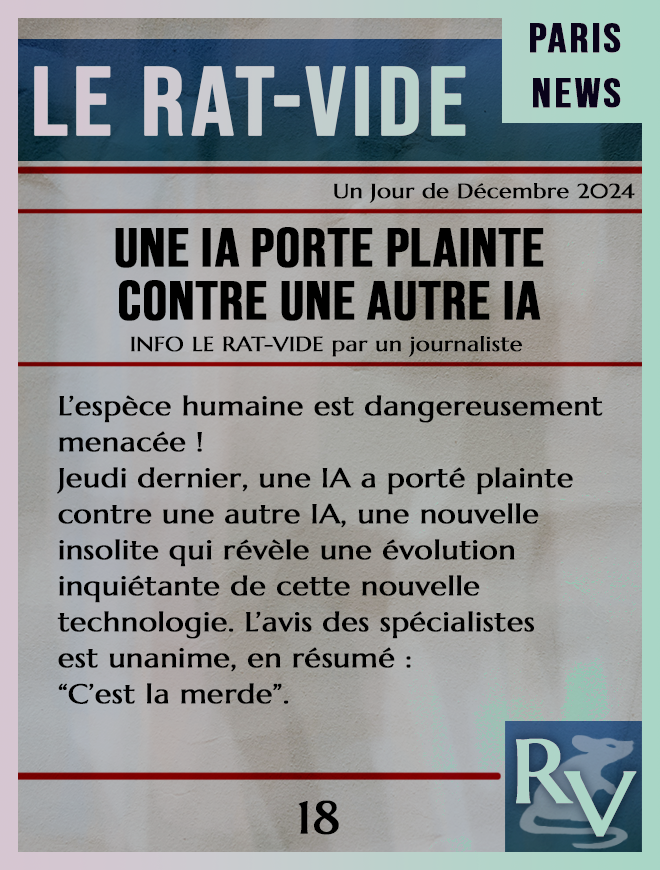 PARIS
NEWS
LE RAT-VIDE
Un Jour de Décembre 2024
UNE IA PORTE PLAINTE
CONTRE UNE AUTRE IA
INFO LE RAT-VIDE par un journaliste
L'espèce humaine est dangereusement
menacée !
Jeudi dernier, une IA a porté plainte
contre une autre IA, une nouvelle
insolite qui révèle une évolution
inquiétante de cette nouvelle
technologie. L'avis des spécialistes
est unanime, en résumé :
“C'est la merde”.
18
RV